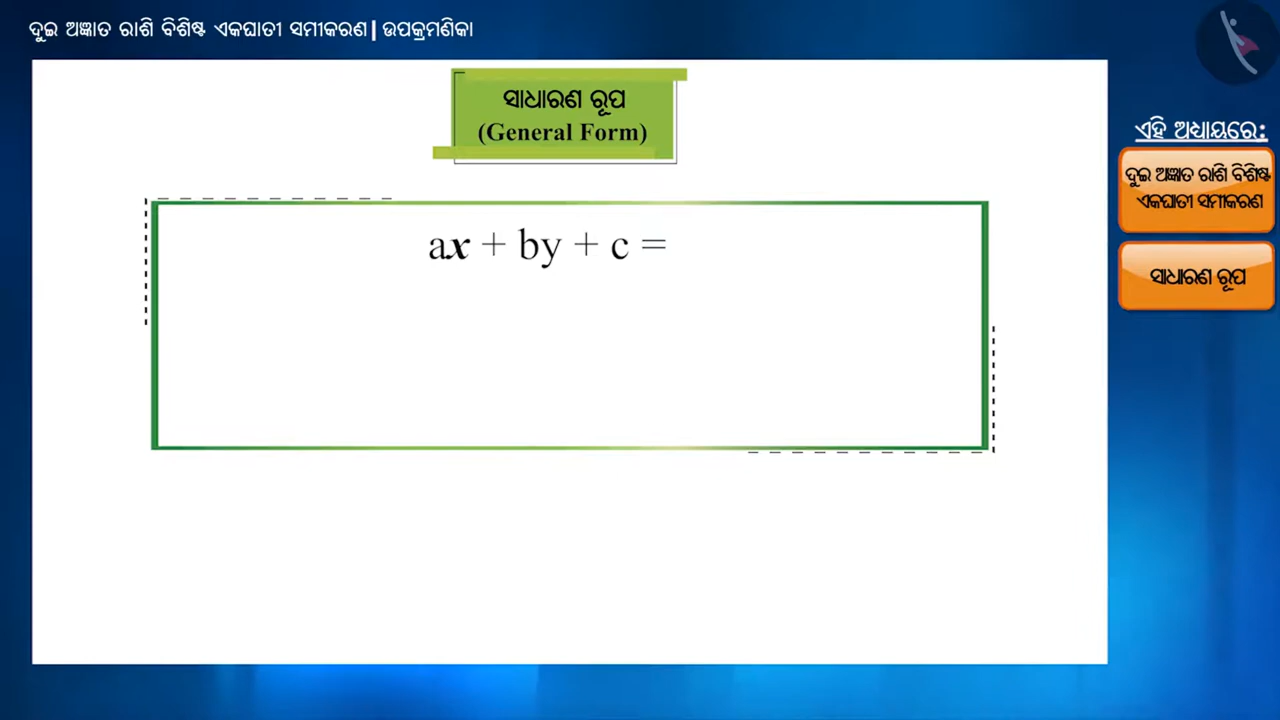 ଦୁଇ ଅଜ୍ଞାତ ରାଶି ବିଶିଷ୍ଟ ଏକଘାତୀ ସମୀକରଣ | ଉପକ୍ରମଣିକା
ସାଧାରଣ ରୂପ
(General Form)
ax + by + c =
ଏହି ଅଧ୍ୟାୟରେ:
ଦୁଇ ଅଜ୍ଞାତ ରାଶି ବିଶିଷ୍ଟ
ଏକଘାତୀ ସମୀକରଣ
ସାଧାରଣ ରୂପ